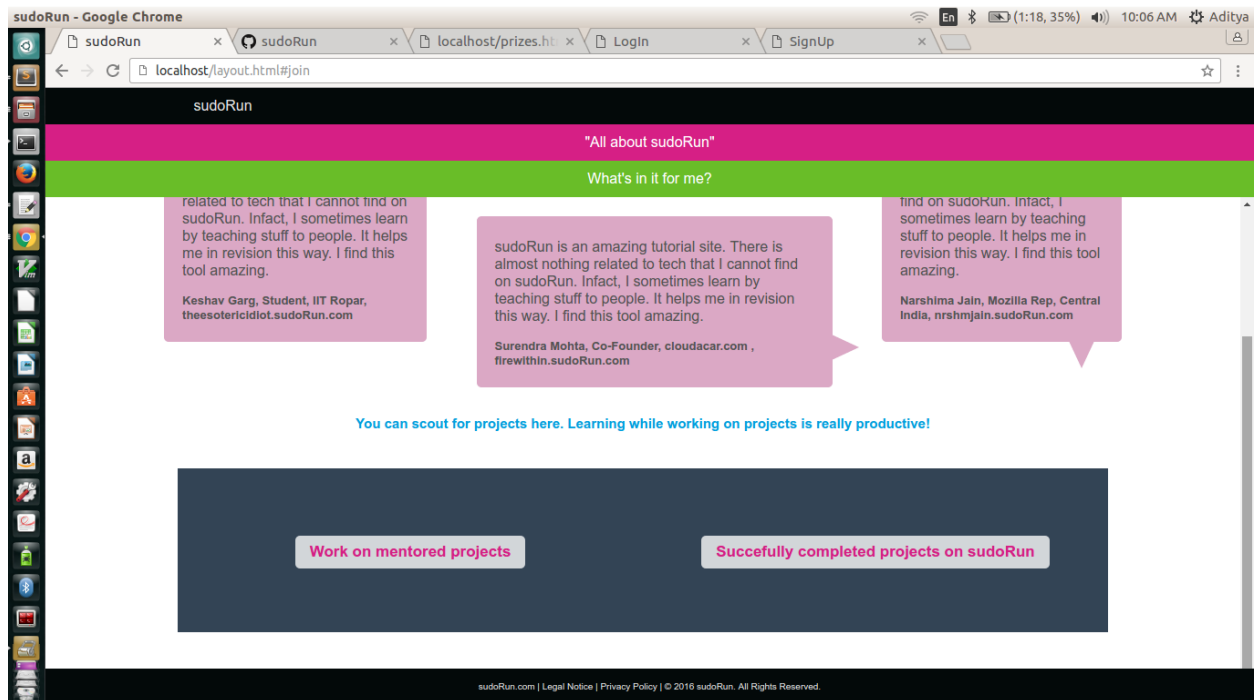 sudoRun - Google Chrome
En
(1:18, 35%)
10:06 AM
Aditya
sudoRun
sudoRun
localhost/prizes.ht
LogIn
SignUp
localhost/layout.html#join
sudoRun
"All about sudoRun"
What's in it for me?
related to tech that I cannot find on
sudoRun. Infact, I sometimes learn
by teaching stuff to people. It helps
me in revision this way. I find this
tool amazing.
Keshav Garg, Student, IIT Ropar,
theesotericidiot.sudoRun.com
sudoRun is an amazing tutorial site. There is
almost nothing related to tech that I cannot find
on sudoRun. Infact, I sometimes learn by
teaching stuff to people. It helps me in revision
this way. I find this tool amazing.
Surendra Mohta, Co-Founder, cloudacar.com ,
firewithin.sudoRun.com
find on sudoRun. Infact, I
sometimes learn by teaching
stuff to people. It helps me in
revision this way. I find this tool
amazing.
Narshima Jain, Mozilla Rep, Central
India, nrshmjain.sudoRun.com
You can scout for projects here. Learning while working on projects is really productive!
Work on mentored projects
Succefully completed projects on sudoRun
sudoRun.com | Legal Notice | Privacy Policy | © 2016 sudoRun. All Rights Reserved.